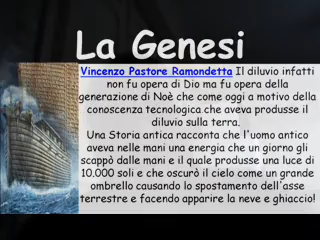 La Genesi
Vincenzo Pastore Ramondetta Il diluvio infatti
non fu opera di Dio ma fu opera della
generazione di Noè che come oggi a motivo della
conoscenza tecnologica che aveva produsse il
diluvio sulla terra.
Una Storia antica racconta che l'uomo antico
aveva nelle mani una energia che un giorno gli
scappò dalle mani e il quale produsse una luce di
10.000 soli e che oscurò il cielo come un grande
ombrello causando lo spostamento dell'asse
terrestre e facendo apparire la neve e ghiaccio!